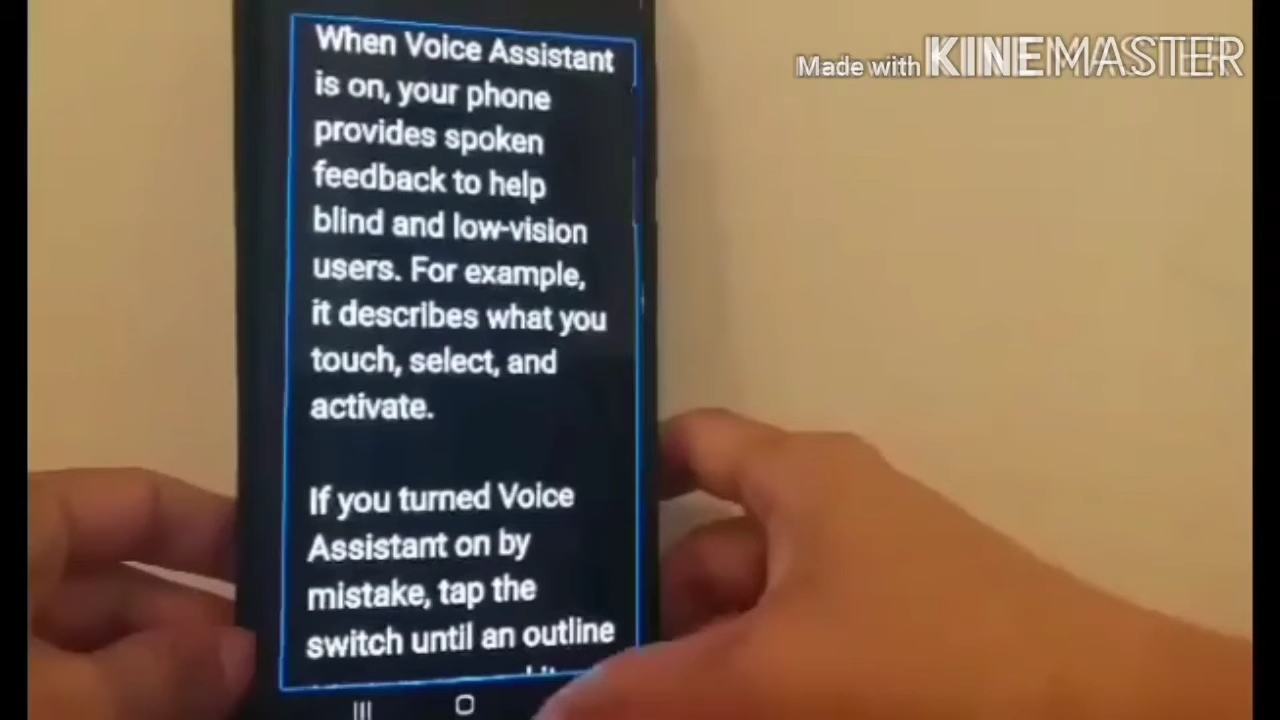 Made with KINEMASTER
When Voice Assistant
is on, your phone
provides spoken
feedback to help
blind and low-vision
users. For example,
it describes what you
touch, select, and
activate.
If you turned Voice
Assistant on by
mistake, tap the
switch until an outline